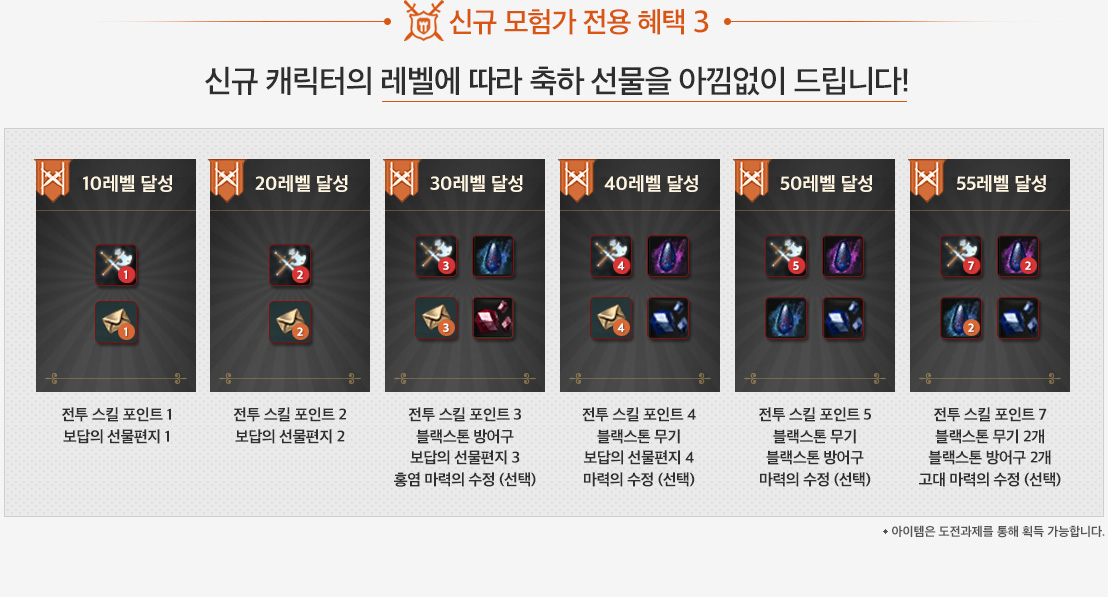 신규 모험가 전용 혜택 3
신규 캐릭터의 레벨에 따라 축하 선물을 아낌없이 드립니다!
10레벨 달성
1
1
전투 스킬 포인트 1
보답의 선물편지 1
20레벨 달성
2
2
전투 스킬 포인트 2
보답의 선물편지 2
30레벨 달성
3
3
전투 스킬 포인트 3
블랙스톤 방어구
보답의 선물편지 3
홍염 마력의 수정 (선택)
40레벨 달성
4
4
전투 스킬 포인트 4
블랙스톤 무기
보답의 선물편지 4
마력의 수정 (선택)
50레벨 달성
5
전투 스킬 포인트 5
블랙스톤 무기
블랙스톤 방어구
마력의 수정 (선택)
55레벨 달성
7
2
2
전투 스킬 포인트 7
블랙스톤 무기 2개
블랙스톤 방어구 2개
고대 마력의 수정 (선택)
* 아이템은 도전과제를 통해 획득 가능합니다.